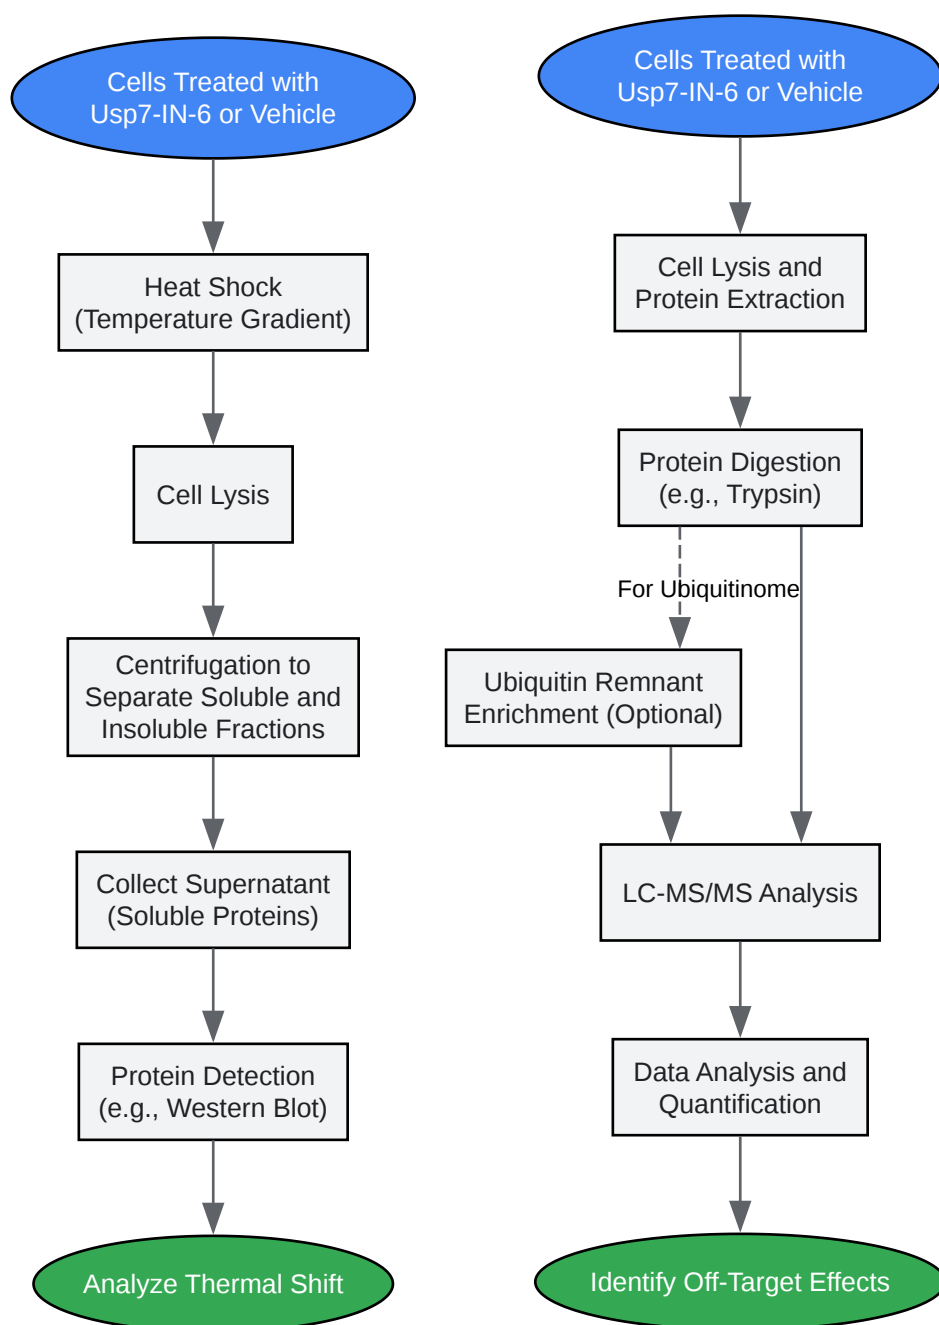 Cells Treated with
Usp7-IN-6 or Vehicle
Heat Shock
(Temperature Gradient)
Cell Lysis
Centrifugation to
Separate Soluble and
Insoluble Fractions
Collect Supernatant
(Soluble Proteins)
Protein Detection
(e.g., Western Blot)
Analyze Thermal Shift
Cells Treated with
Usp7-IN-6 or Vehicle
Cell Lysis and
Protein Extraction
Protein Digestion
(e.g., Trypsin)
For Ubiquitinome
Ubiquitin Remnant
Enrichment (Optional)
LC-MS/MS Analysis
Data Analysis and
Quantification
Identify Off-Target Effects